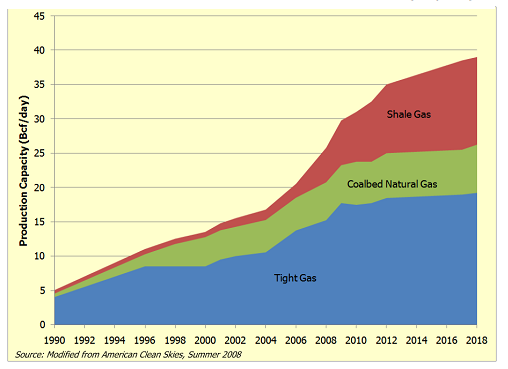 45
40
35
30
25
20
15
10
5
0
Production Capacity (Bcf/day)
Shale Gas
Coalbed Natural Gas
Tight Gas
1990 1992 1994 1996 1998 2000 2002 2004 2006 2008 2010 2012 2014 2016 2018
Source: Modified from American Clean Skies, Summer 2008